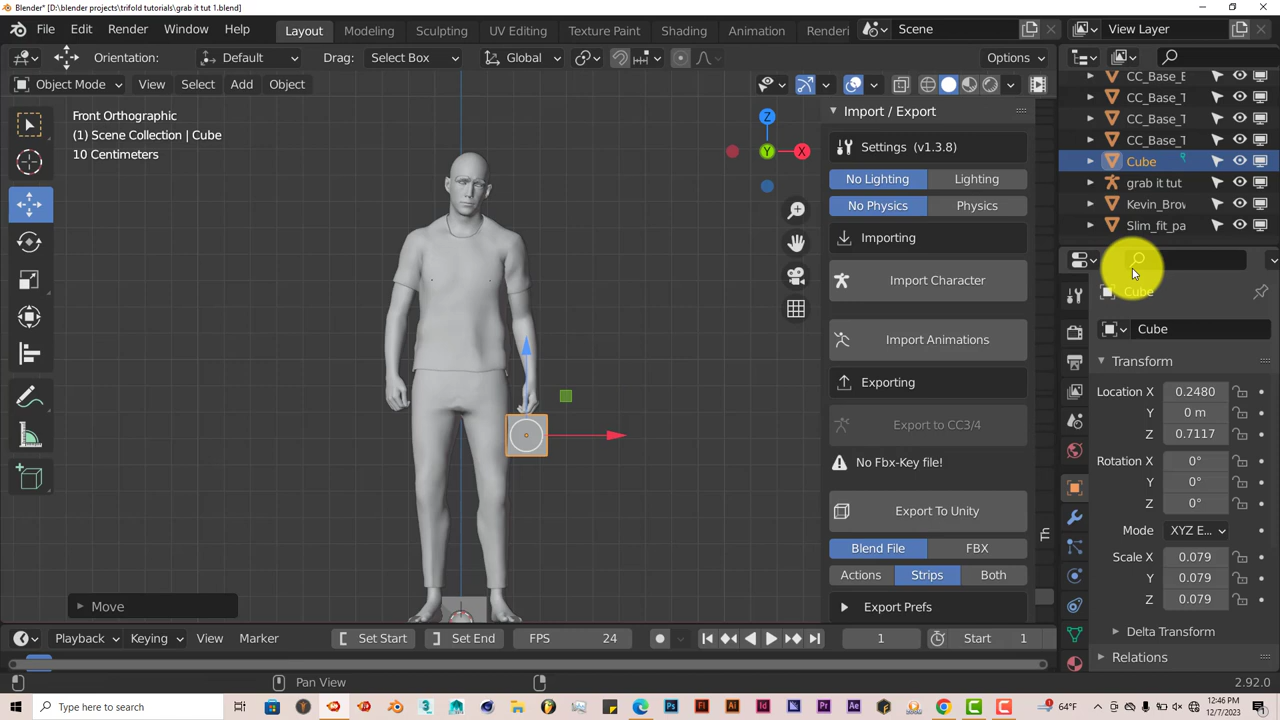 Blender* [D:\blender projects\trifold tutorials\grab it tut 1.blend]
File Edit Render Window Help Layout Modeling Sculpting UV Editing Texture Paint Shading Animation Renderi Scene View Layer
Orientation: Default Drag: Select Box Global Options
Object Mode View Select Add Object
Front Orthographic
(1) Scene Collection | Cube
10 Centimeters
Z
Y
X
Move
Import / Export
Settings (v1.3.8)
No Lighting Lighting
No Physics Physics
Importing
Import Character
Import Animations
Exporting
Export to CC3/4
No Fbx-Key file!
Export To Unity
Blend File FBX
Actions Strips Both
Export Prefs
CC_Base_E
CC_Base_T
CC_Base_T
CC_Base_T
Cube
grab it tut
Kevin_Brow
Slim_fit_pa
Cube
Cube
Transform
Location X 0.2480
Y 0 m
Z 0.7117
Rotation X 0°
Y 0°
Z 0°
Mode XYZ E...
Scale X 0.079
Y 0.079
Z 0.079
Delta Transform
Relations
Playback Keying View Marker [ Set Start ] Set End FPS 24 1 Start 1
Pan View 2.92.0
Type here to search
64°F
12:46 PM
12/7/2023